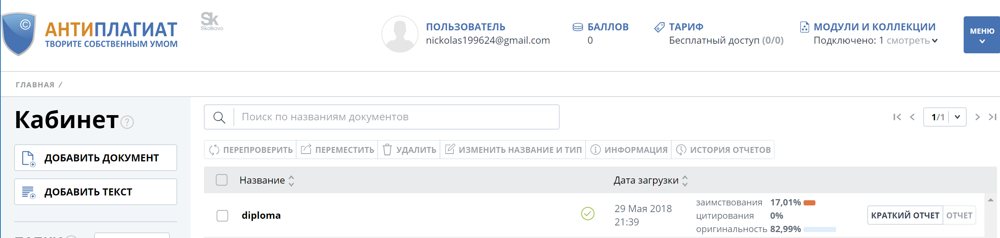 ©
АНТИПЛАГИАТ
ТВОРИТЕ СОБСТВЕННЫМ УМОМ
Sk
Skolkovo
ПОЛЬЗОВАТЕЛЬ
nickolas199624@gmail.com
БАЛЛОВ
0
ТАРИФ
Бесплатный доступ (0/0)
МОДУЛИ И КОЛЛЕКЦИИ
Подключено: 1 смотреть
МЕНЮ
ГЛАВНАЯ /
Кабинет ?
ДОБАВИТЬ ДОКУМЕНТ
ДОБАВИТЬ ТЕКСТ
Поиск по названиям документов
1/1
ПЕРЕПРОВЕРИТЬ ПЕРЕМЕСТИТЬ УДАЛИТЬ ИЗМЕНИТЬ НАЗВАНИЕ И ТИП ИНФОРМАЦИЯ ИСТОРИЯ ОТЧЕТОВ
Название Дата загрузки
diploma
29 Мая 2018
21:39
заимствования 17,01%
цитирования 0%
оригинальность 82,99%
КРАТКИЙ ОТЧЕТ ОТЧЕТ